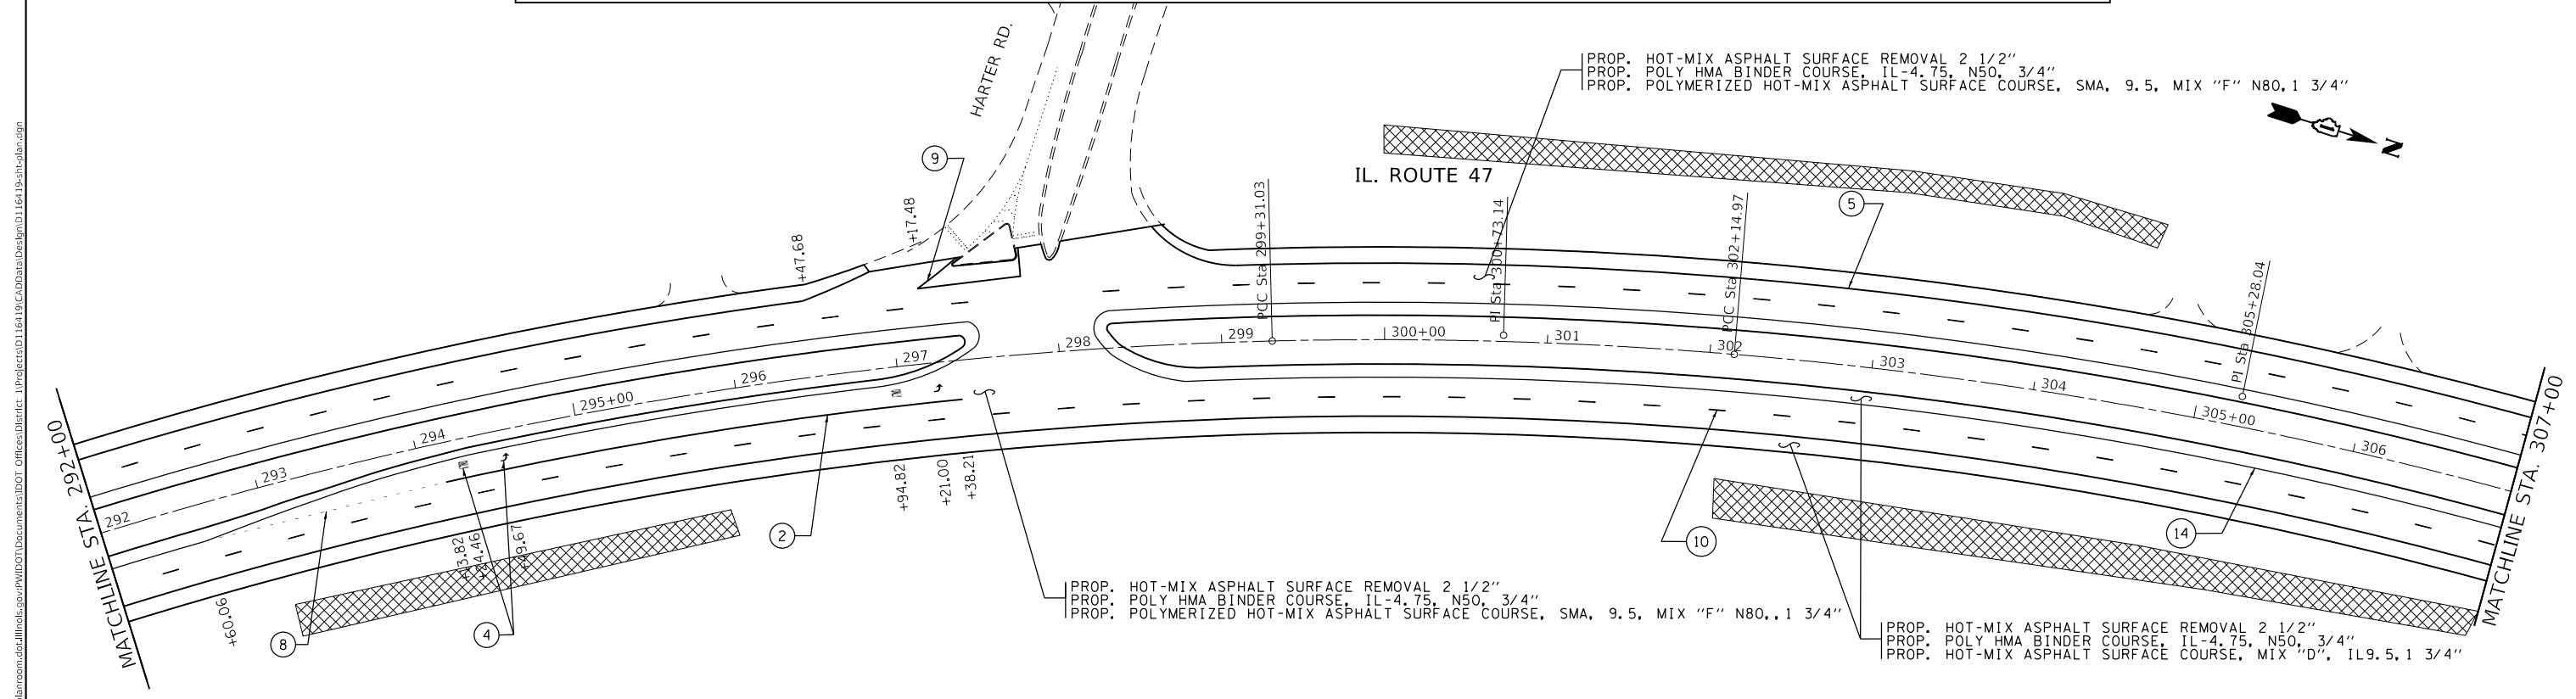 PROP. HOT-MIX ASPHALT SURFACE REMOVAL 2 1/2"
PROP. POLY HMA BINDER COURSE, IL-4.75, N50, 3/4"
PROP. POLYMERIZED HOT-MIX ASPHALT SURFACE COURSE, SMA, 9.5, MIX "F" N80,1 3/4"
HARTER RD.
N
9
IL. ROUTE 47
5
+47.68
+17.48
PCC Sta 299+31.03
PI Sta 300+73.14
PCC Sta 302+14.97
PI Sta 305+28.04
MATCHLINE STA. 292+00
292
293
294
295+00
296
297
298
299
300+00
301
302
303
304
305+00
306
MATCHLINE STA. 307+00
+60.06
+13.82
+24.46
+49.67
+94.82
+21.00
+38.21
8
4
2
10
14
PROP. HOT-MIX ASPHALT SURFACE REMOVAL 2 1/2"
PROP. POLY HMA BINDER COURSE, IL-4.75, N50, 3/4"
PROP. POLYMERIZED HOT-MIX ASPHALT SURFACE COURSE, SMA, 9.5, MIX "F" N80,,1 3/4"
PROP. HOT-MIX ASPHALT SURFACE REMOVAL 2 1/2"
PROP. POLY HMA BINDER COURSE, IL-4.75, N50, 3/4"
PROP. HOT-MIX ASPHALT SURFACE COURSE, MIX "D", IL9.5,1 3/4"